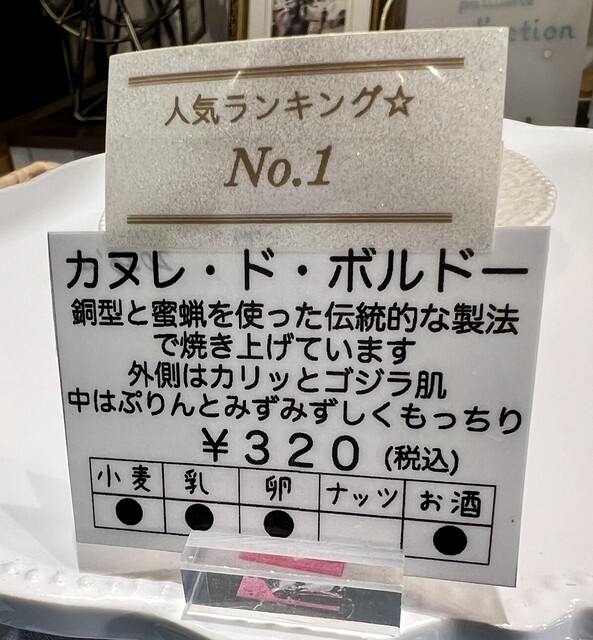 人気ランキング☆
No.1
カヌレ・ド・ボルドー
銅型と蜜蝋を使った伝統的な製法
で焼き上げています
外側はカリッとゴジラ肌
中はぷりんとみずみずしくもっちり
￥320 (税込)
小麦 乳 卵 ナッツ お酒
● ● ● ●